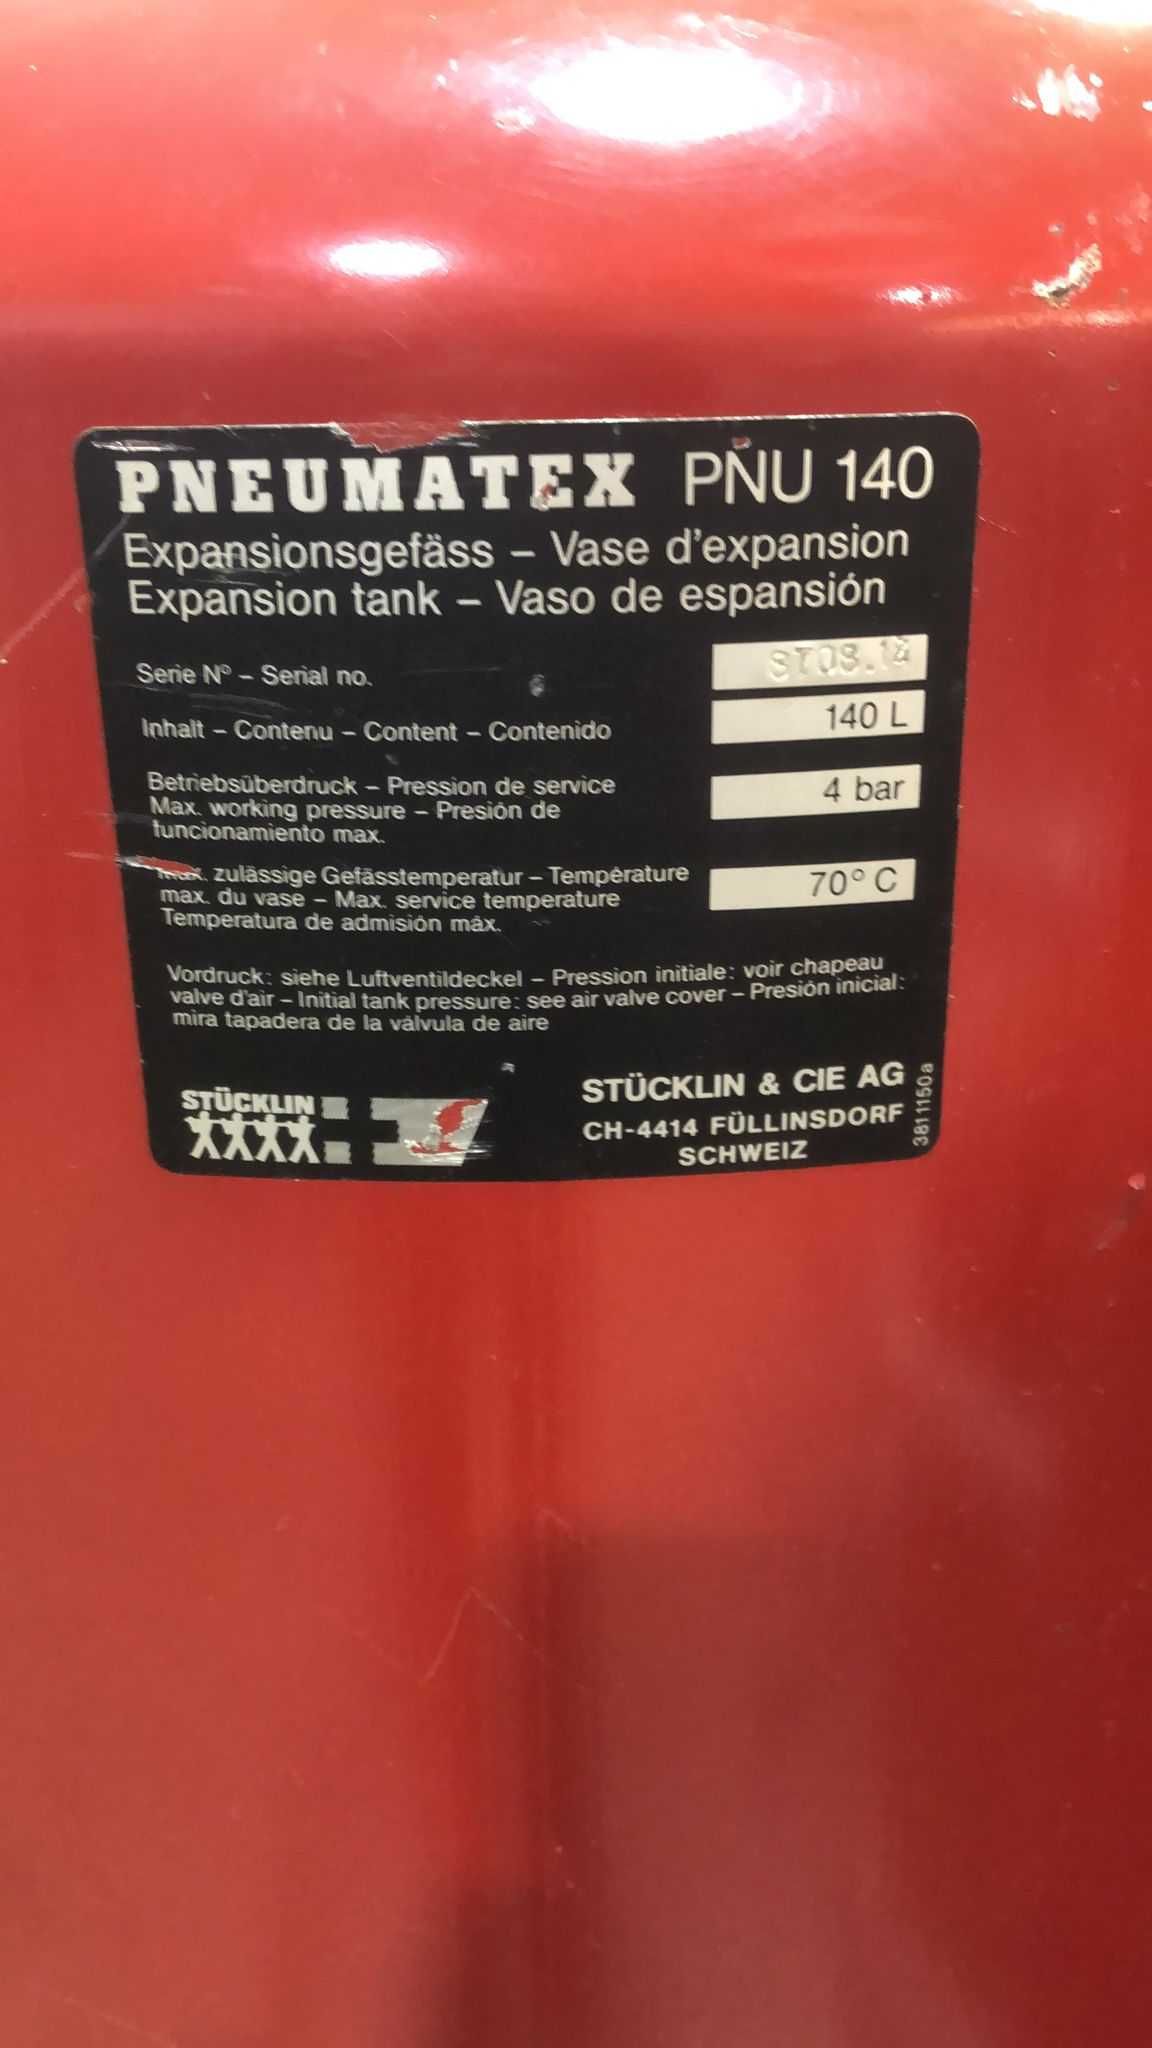 PNEUMATEX PNU 140
Expansionsgefäss – Vase d'expansion
Expansion tank – Vaso de espansión
Serie Nº – Serial no.
Inhalt – Contenu – Content – Contenido 140 L
Betriebsüberdruck – Pression de service 4 bar
Max. working pressure – Presión de
funcionamiento max.
zulässige Gefässtemperatur – Température 70° C
max. du vase – Max. service temperature
Temperatura de admisión máx.
Vordruck: siehe Luftventildeckel – Pression initiale: voir chapeau
valve d'air – Initial tank pressure: see air valve cover – Presión inicial:
mira tapadera de la válvula de aire
STÜCKLIN
STÜCKLIN & CIE AG
CH-4414 FÜLLINSDORF
SCHWEIZ
3811150a